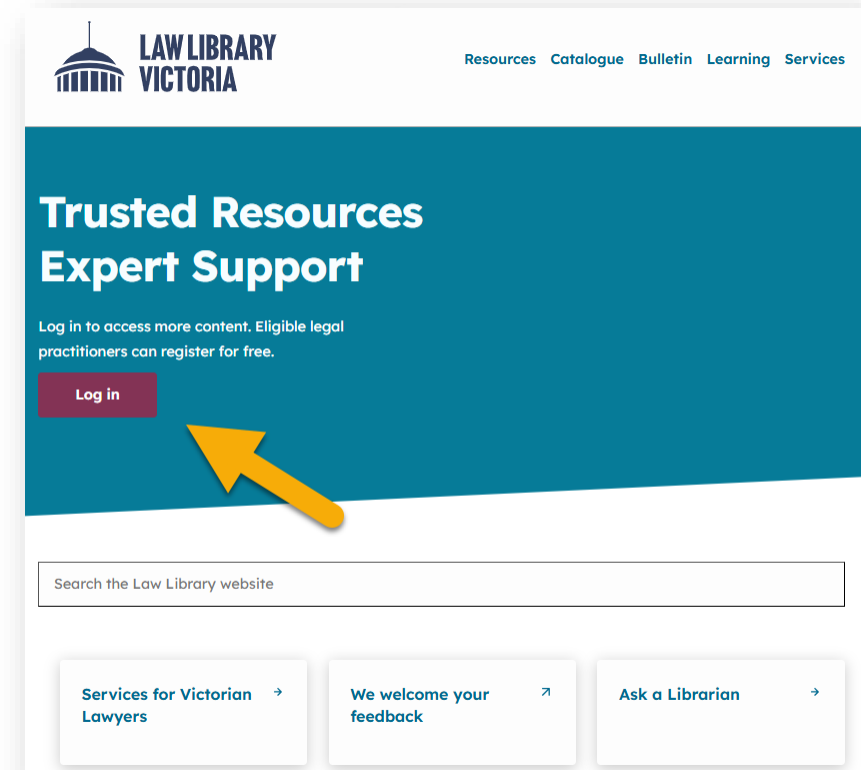 LAW LIBRARY
VICTORIA
Resources Catalogue Bulletin Learning Services
Trusted Resources
Expert Support
Log in to access more content. Eligible legal
practitioners can register for free.
Log in
Search the Law Library website
Services for Victorian
Lawyers
We welcome your
feedback
Ask a Librarian